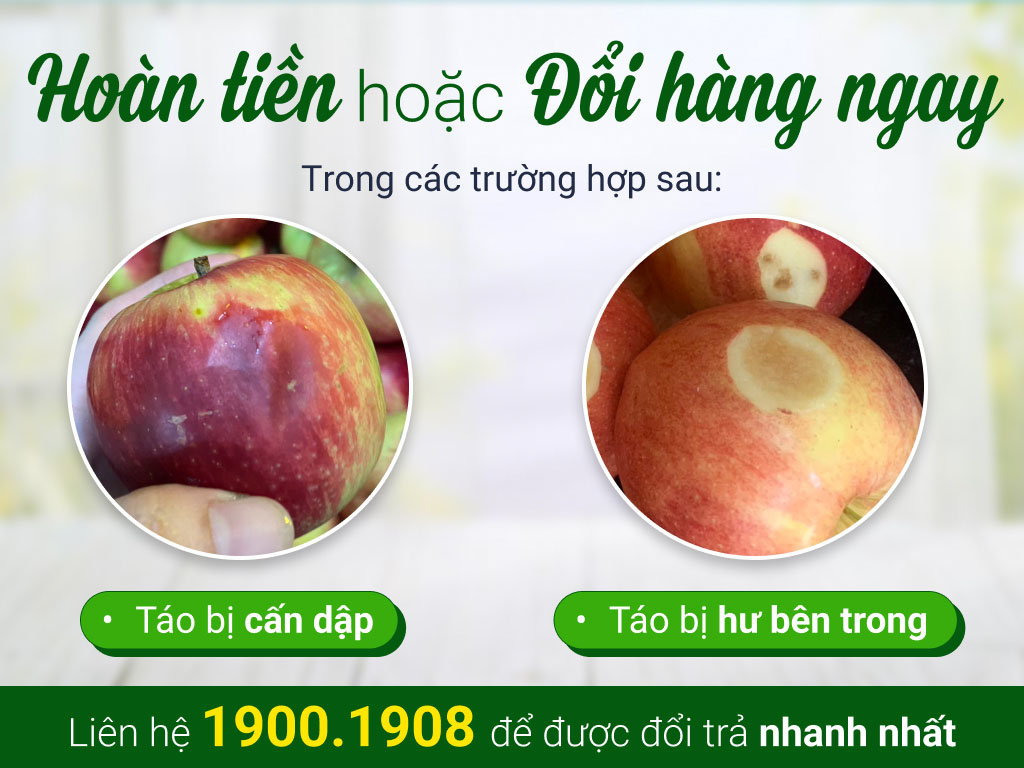 Hoàn tiền hoặc Đổi hàng ngay
Trong các trường hợp sau:
• Táo bị cấn dập
• Táo bị hư bên trong
Liên hệ 1900.1908 để được đổi trả nhanh nhất